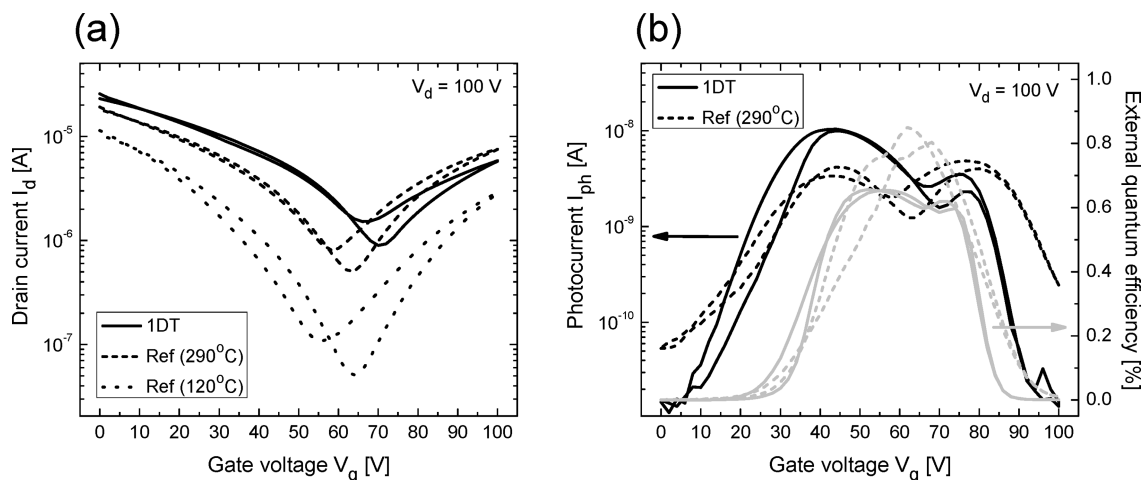 (a)
V_d = 100 V
10^-5
10^-6
10^-7
Drain current I_d [A]
1DT
Ref (290°C)
Ref (120°C)
0 10 20 30 40 50 60 70 80 90 100
Gate voltage V_g [V]
(b)
1DT
Ref (290°C)
V_d = 100 V
10^-8
10^-9
10^-10
Photocurrent I_ph [A]
1.0
0.8
0.6
0.4
0.2
0.0
External quantum efficiency [%]
0 10 20 30 40 50 60 70 80 90 100
Gate voltage V_g [V]